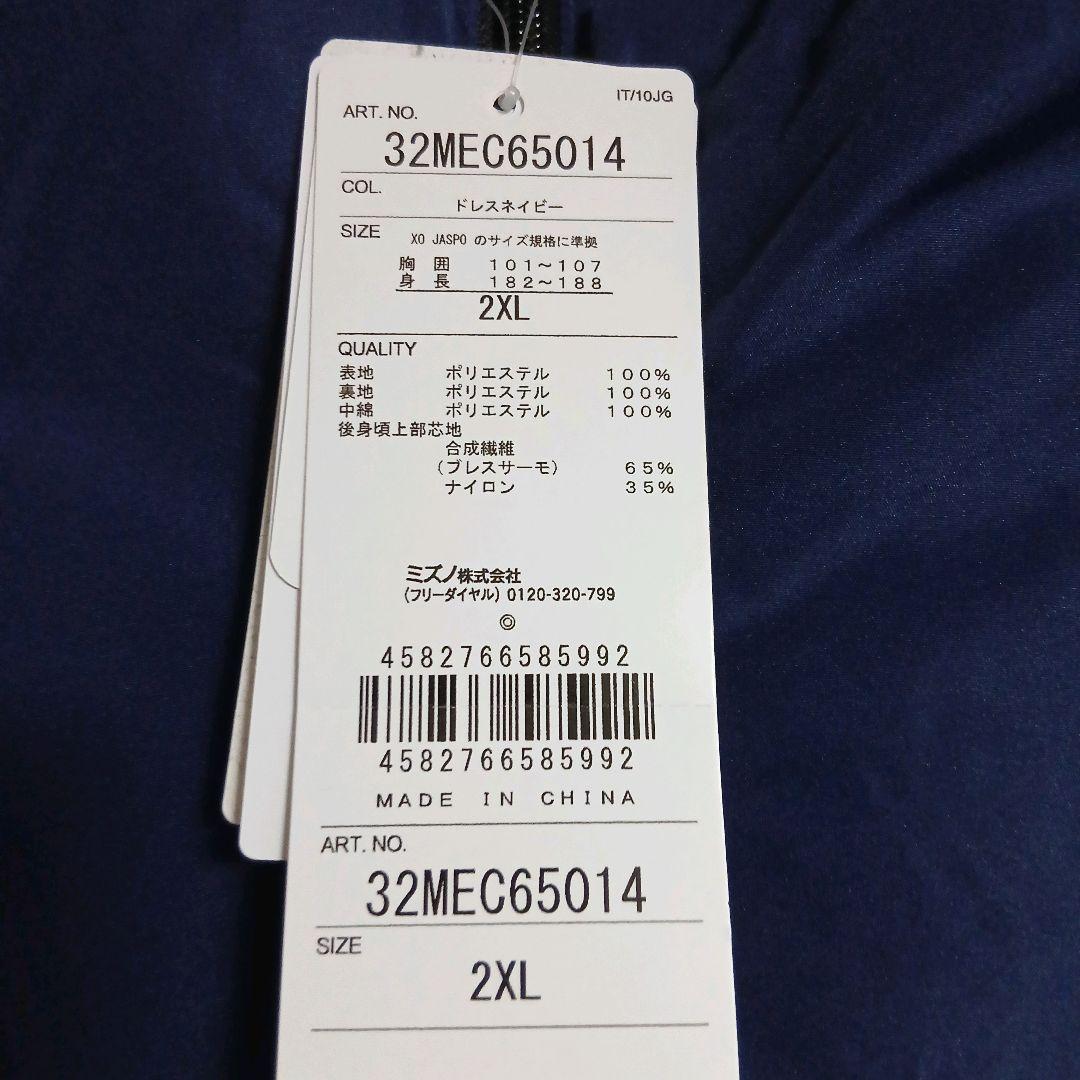 IT/10JG
ART. NO.
32MEC65014
COL.
ドレスネイビー
SIZE XO JASPO のサイズ規格に準拠
胸 囲 101～107
身 長 182～188
2XL
QUALITY
表地 ポリエステル 100%
裏地 ポリエステル 100%
中綿 ポリエステル 100%
後身頃上部芯地
合成繊維
(ブレスサーモ) 65%
ナイロン 35%
ミズノ株式会社
(フリーダイヤル) 0120-320-799
◎
4582766585992
4582766585992
MADE IN CHINA
ART. NO.
32MEC65014
SIZE
2XL